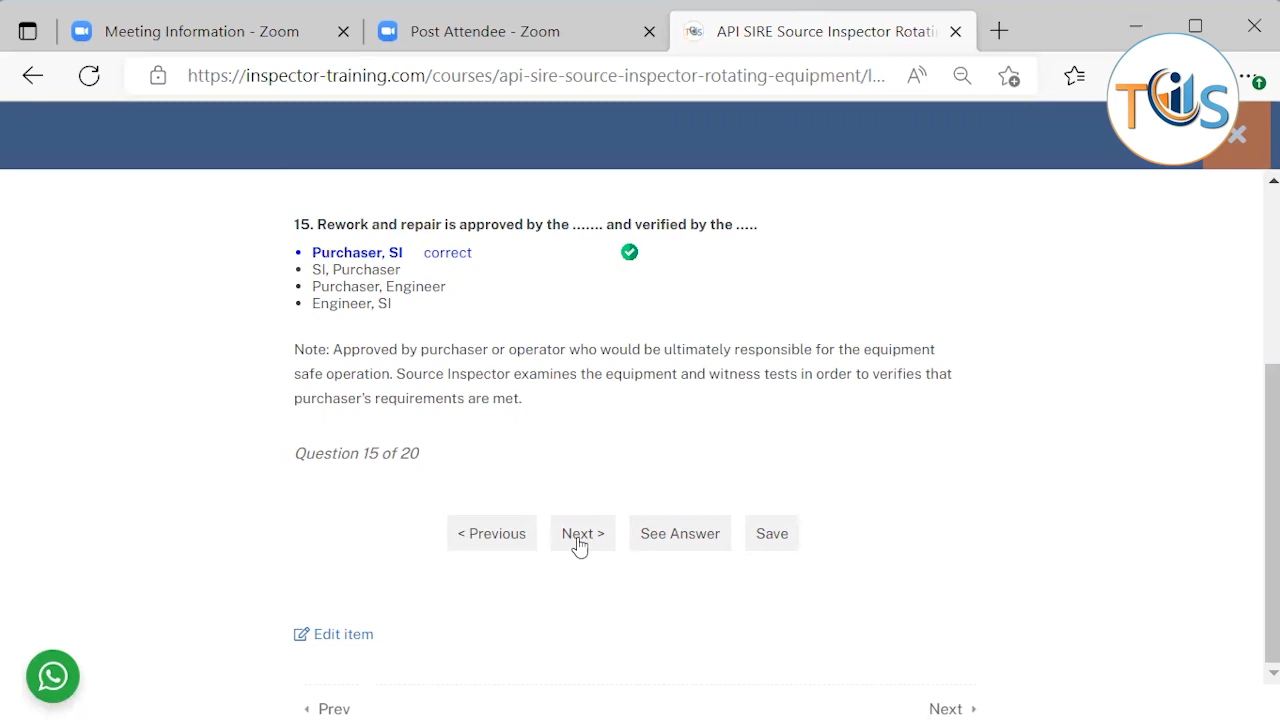 Meeting Information - Zoom
Post Attendee - Zoom
API SIRE Source Inspector Rotati
https://inspector-training.com/courses/api-sire-source-inspector-rotating-equipment/l...
TIIS
15. Rework and repair is approved by the ....... and verified by the .....
• Purchaser, SI correct
• SI, Purchaser
• Purchaser, Engineer
• Engineer, SI
Note: Approved by purchaser or operator who would be ultimately responsible for the equipment
safe operation. Source Inspector examines the equipment and witness tests in order to verifies that
purchaser's requirements are met.
Question 15 of 20
< Previous
Next >
See Answer
Save
Edit item
Prev
Next